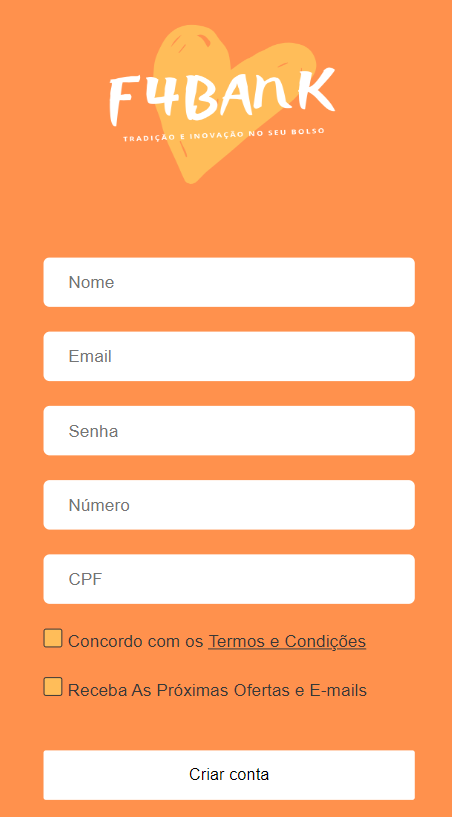 F4BANK
TRADIÇÃO E INOVAÇÃO NO SEU BOLSO
Nome
Email
Senha
Número
CPF
Concordo com os Termos e Condições
Receba As Próximas Ofertas e E-mails
Criar conta